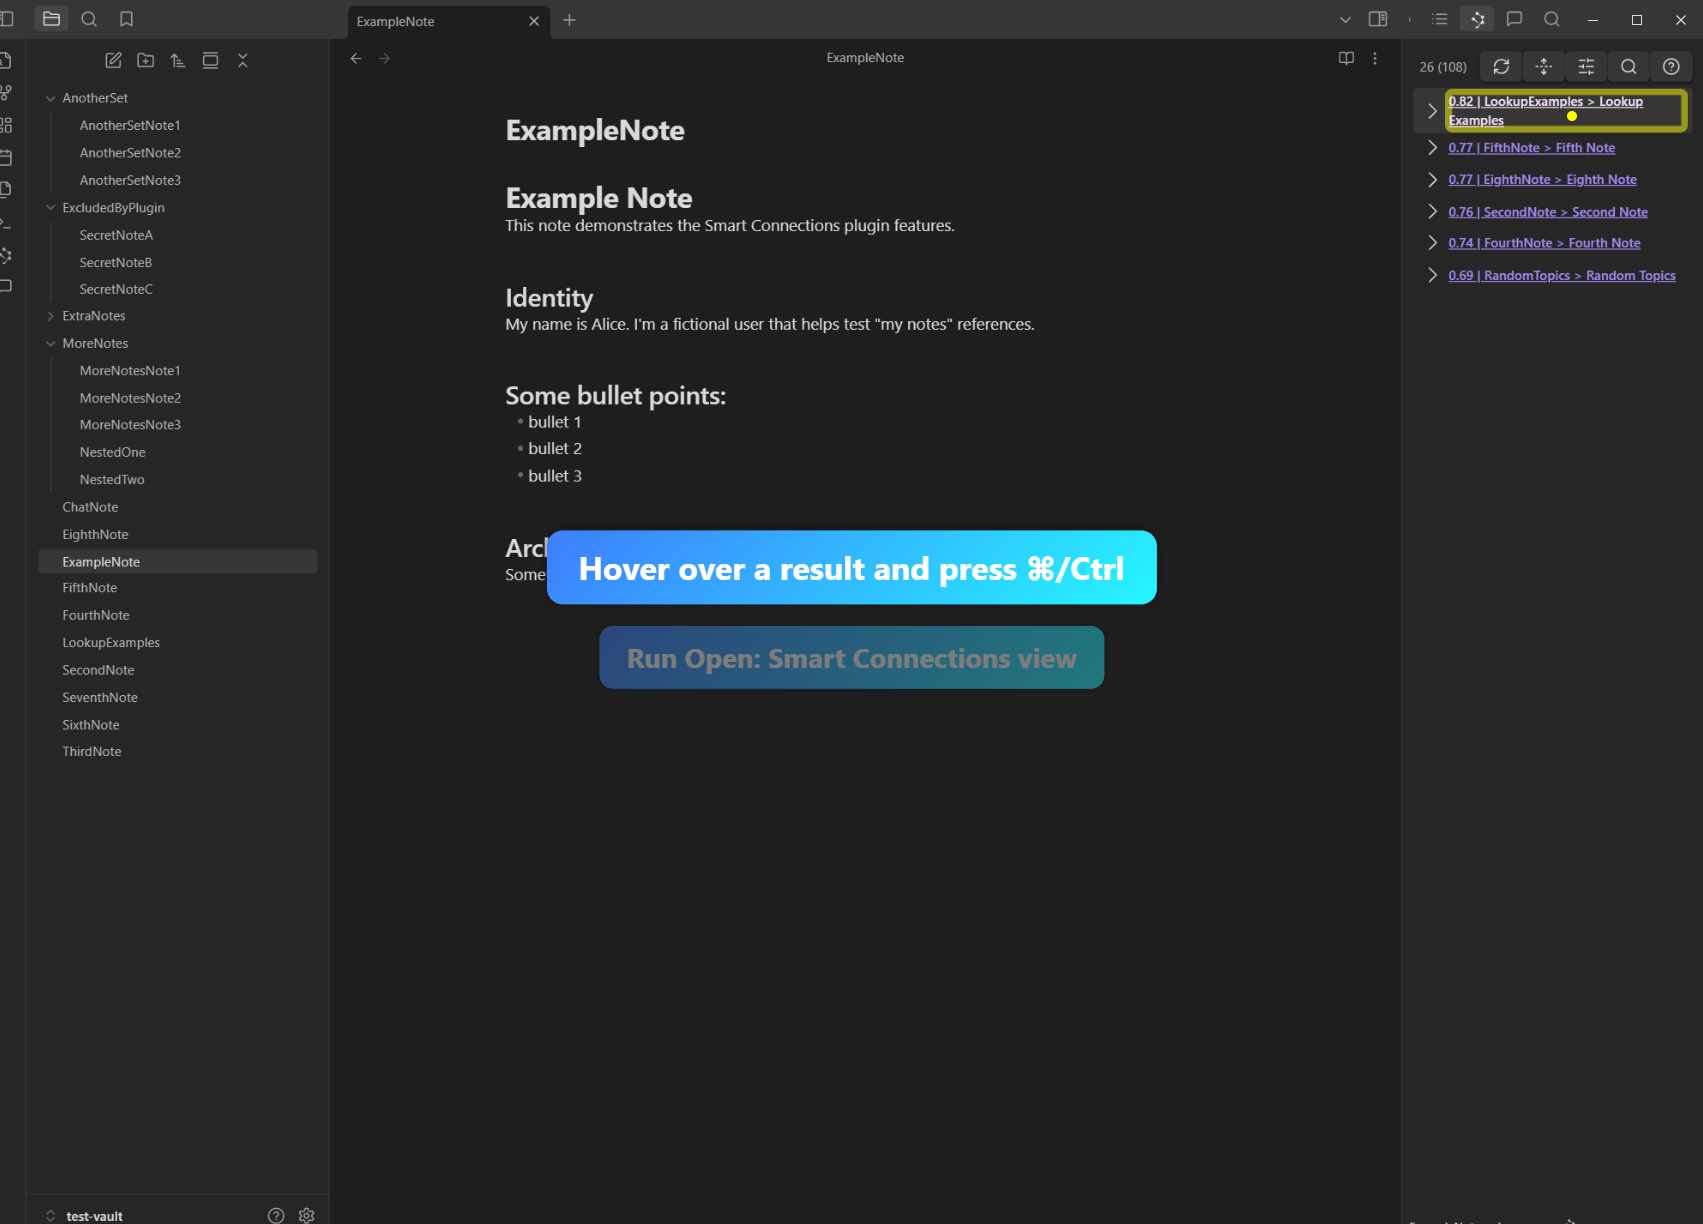 ExampleNote
AnotherSet
AnotherSetNote1
AnotherSetNote2
AnotherSetNote3
ExcludedByPlugin
SecretNoteA
SecretNoteB
SecretNoteC
ExtraNotes
MoreNotes
MoreNotesNote1
MoreNotesNote2
MoreNotesNote3
NestedOne
NestedTwo
ChatNote
EighthNote
ExampleNote
FifthNote
FourthNote
LookupExamples
SecondNote
SeventhNote
SixthNote
ThirdNote
test-vault
ExampleNote
ExampleNote
Example Note
This note demonstrates the Smart Connections plugin features.
Identity
My name is Alice. I'm a fictional user that helps test "my notes" references.
Some bullet points:
• bullet 1
• bullet 2
• bullet 3
Hover over a result and press ⌘/Ctrl
Run Open: Smart Connections view
26 (108)
0.82 | LookupExamples > Lookup
Examples
0.77 | FifthNote > Fifth Note
0.77 | EighthNote > Eighth Note
0.76 | SecondNote > Second Note
0.74 | FourthNote > Fourth Note
0.69 | RandomTopics > Random Topics